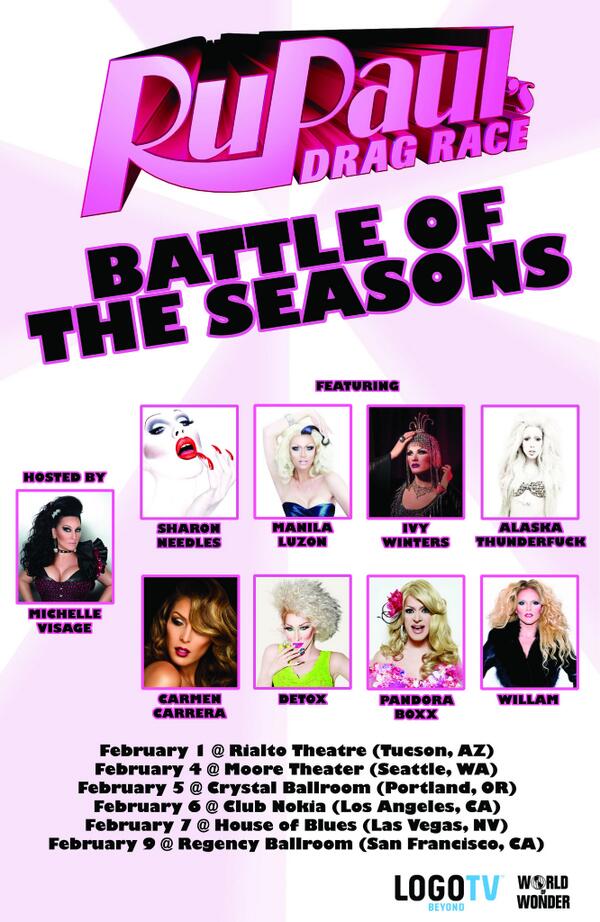 RuPaul's
DRAG RACE
BATTLE OF
THE SEASONS
FEATURING
HOSTED BY
MICHELLE
VISAGE
SHARON
NEEDLES
MANILA
LUZON
IVY
WINTERS
ALASKA
THUNDERFUCK
CARMEN
CARRERA
DETOX
PANDORA
BOXX
WILLAM
February 1 @ Rialto Theatre (Tucson, AZ)
February 4 @ Moore Theater (Seattle, WA)
February 5 @ Crystal Ballroom (Portland, OR)
February 6 @ Club Nokia (Los Angeles, CA)
February 7 @ House of Blues (Las Vegas, NV)
February 9 @ Regency Ballroom (San Francisco, CA)
LOGOTV™
BEYOND
WORLD
OF
WONDER